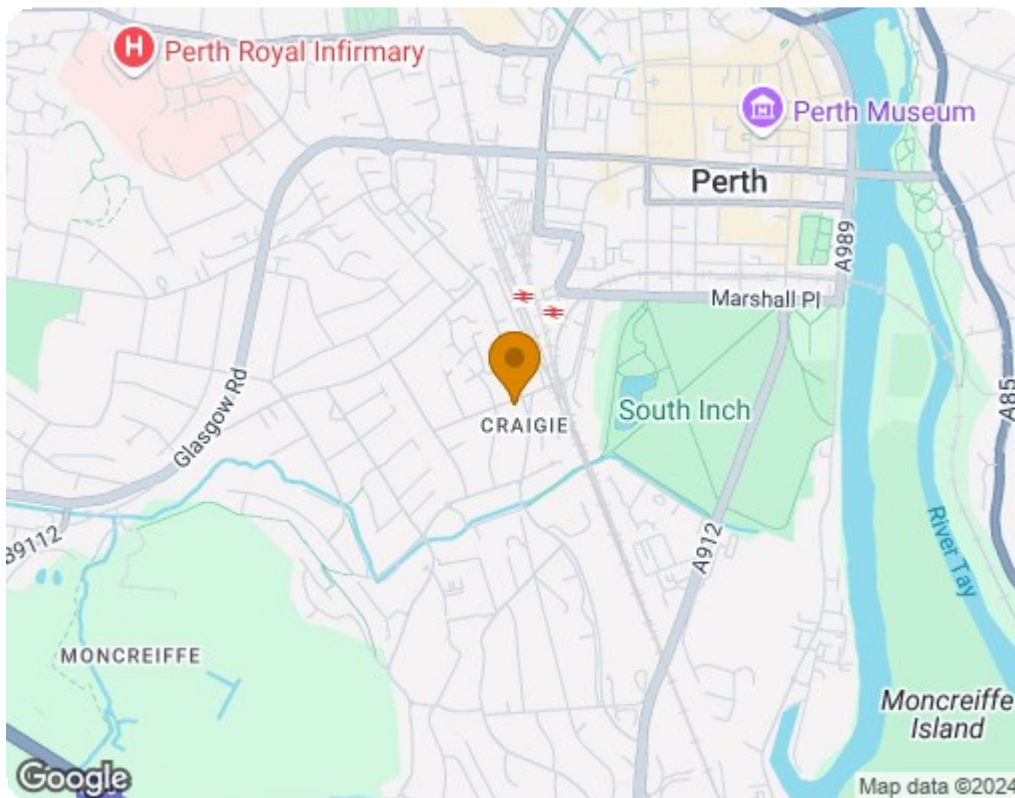 H
Perth Royal Infirmary
Perth Museum
Perth
A989
Marshall Pl
A85
Glasgow Rd
South Inch
CRAIGIE
A912
River Tay
B9112
MONCREIFFE
Moncreiffe
Island
Google
Map data ©2024